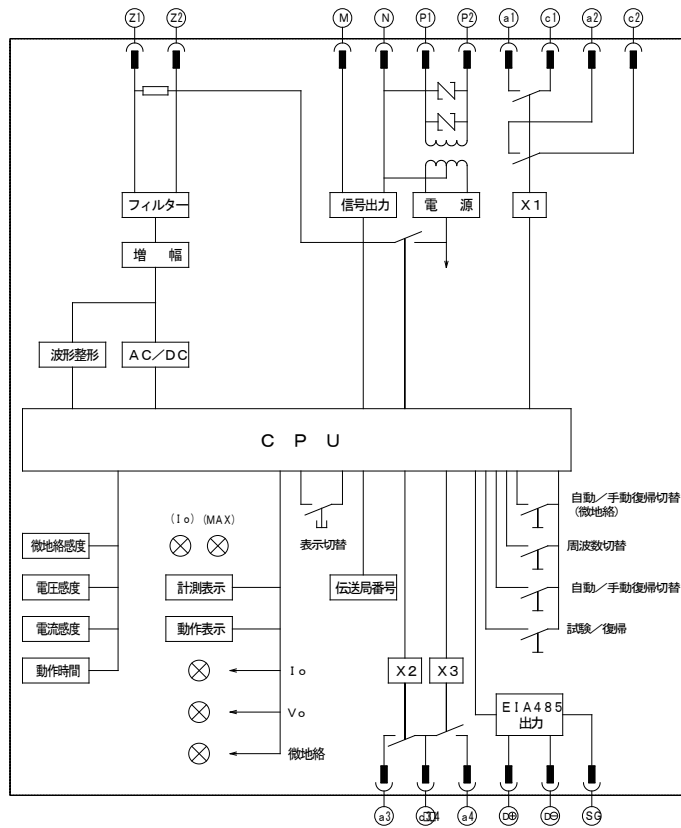 Z1 Z2 M N P1 P2 a1 c1 a2 c2
フィルター 信号出力 電 源 X1
増 幅
波形整形 AC/DC
CPU
(Io) (MAX)
表示切替
自動/手動復帰切替
(微地絡)
微地絡感度
周波数切替
電圧感度 計測表示 伝送局番号 自動/手動復帰切替
電流感度 動作表示 試験/復帰
動作時間 Io X2 X3
EIA485
出力
Vo
微地絡
a3 a4 D⊕ D⊖ SG